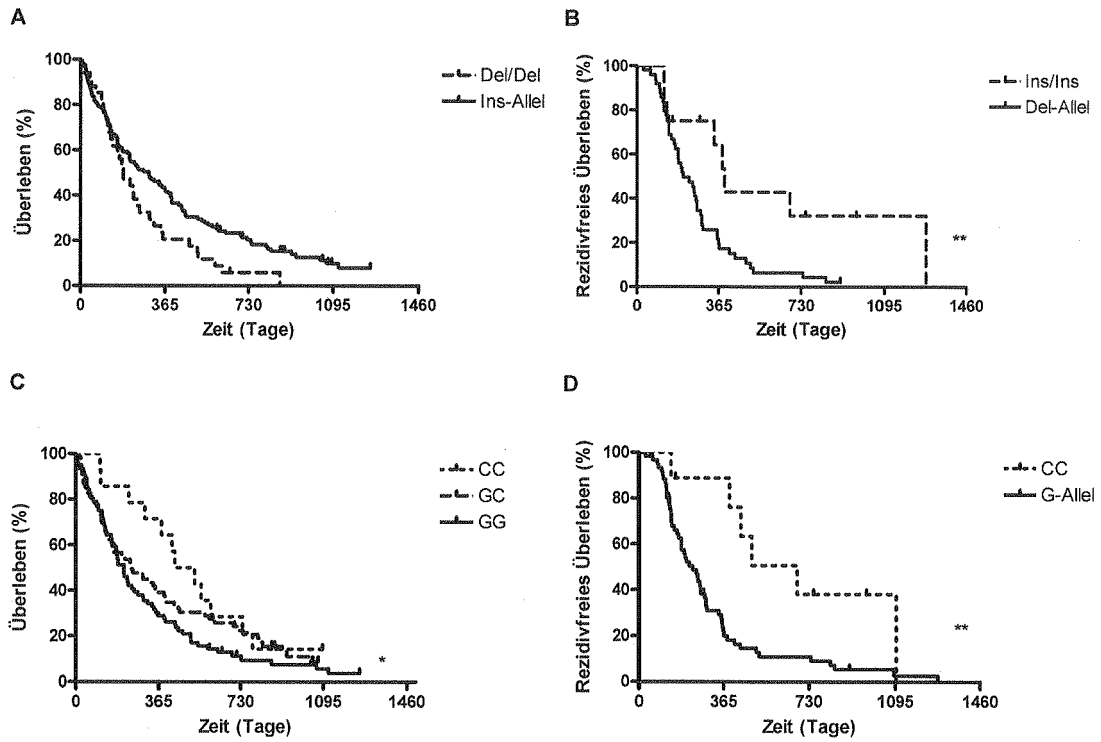 A
Überleben (%)
100
80
60
40
20
0
0 365 730 1095 1460
Zeit (Tage)
Del/Del
Ins-Allel
B
Rezidivfreies Überleben (%)
100
80
60
40
20
0
0 365 730 1095 1460
Zeit (Tage)
Ins/Ins
Del-Allel
**
C
Überleben (%)
100
80
60
40
20
0
0 365 730 1095 1460
Zeit (Tage)
CC
GC
GG
*
D
Rezidivfreies Überleben (%)
100
80
60
40
20
0
0 365 730 1095 1460
Zeit (Tage)
CC
G-Allel
**